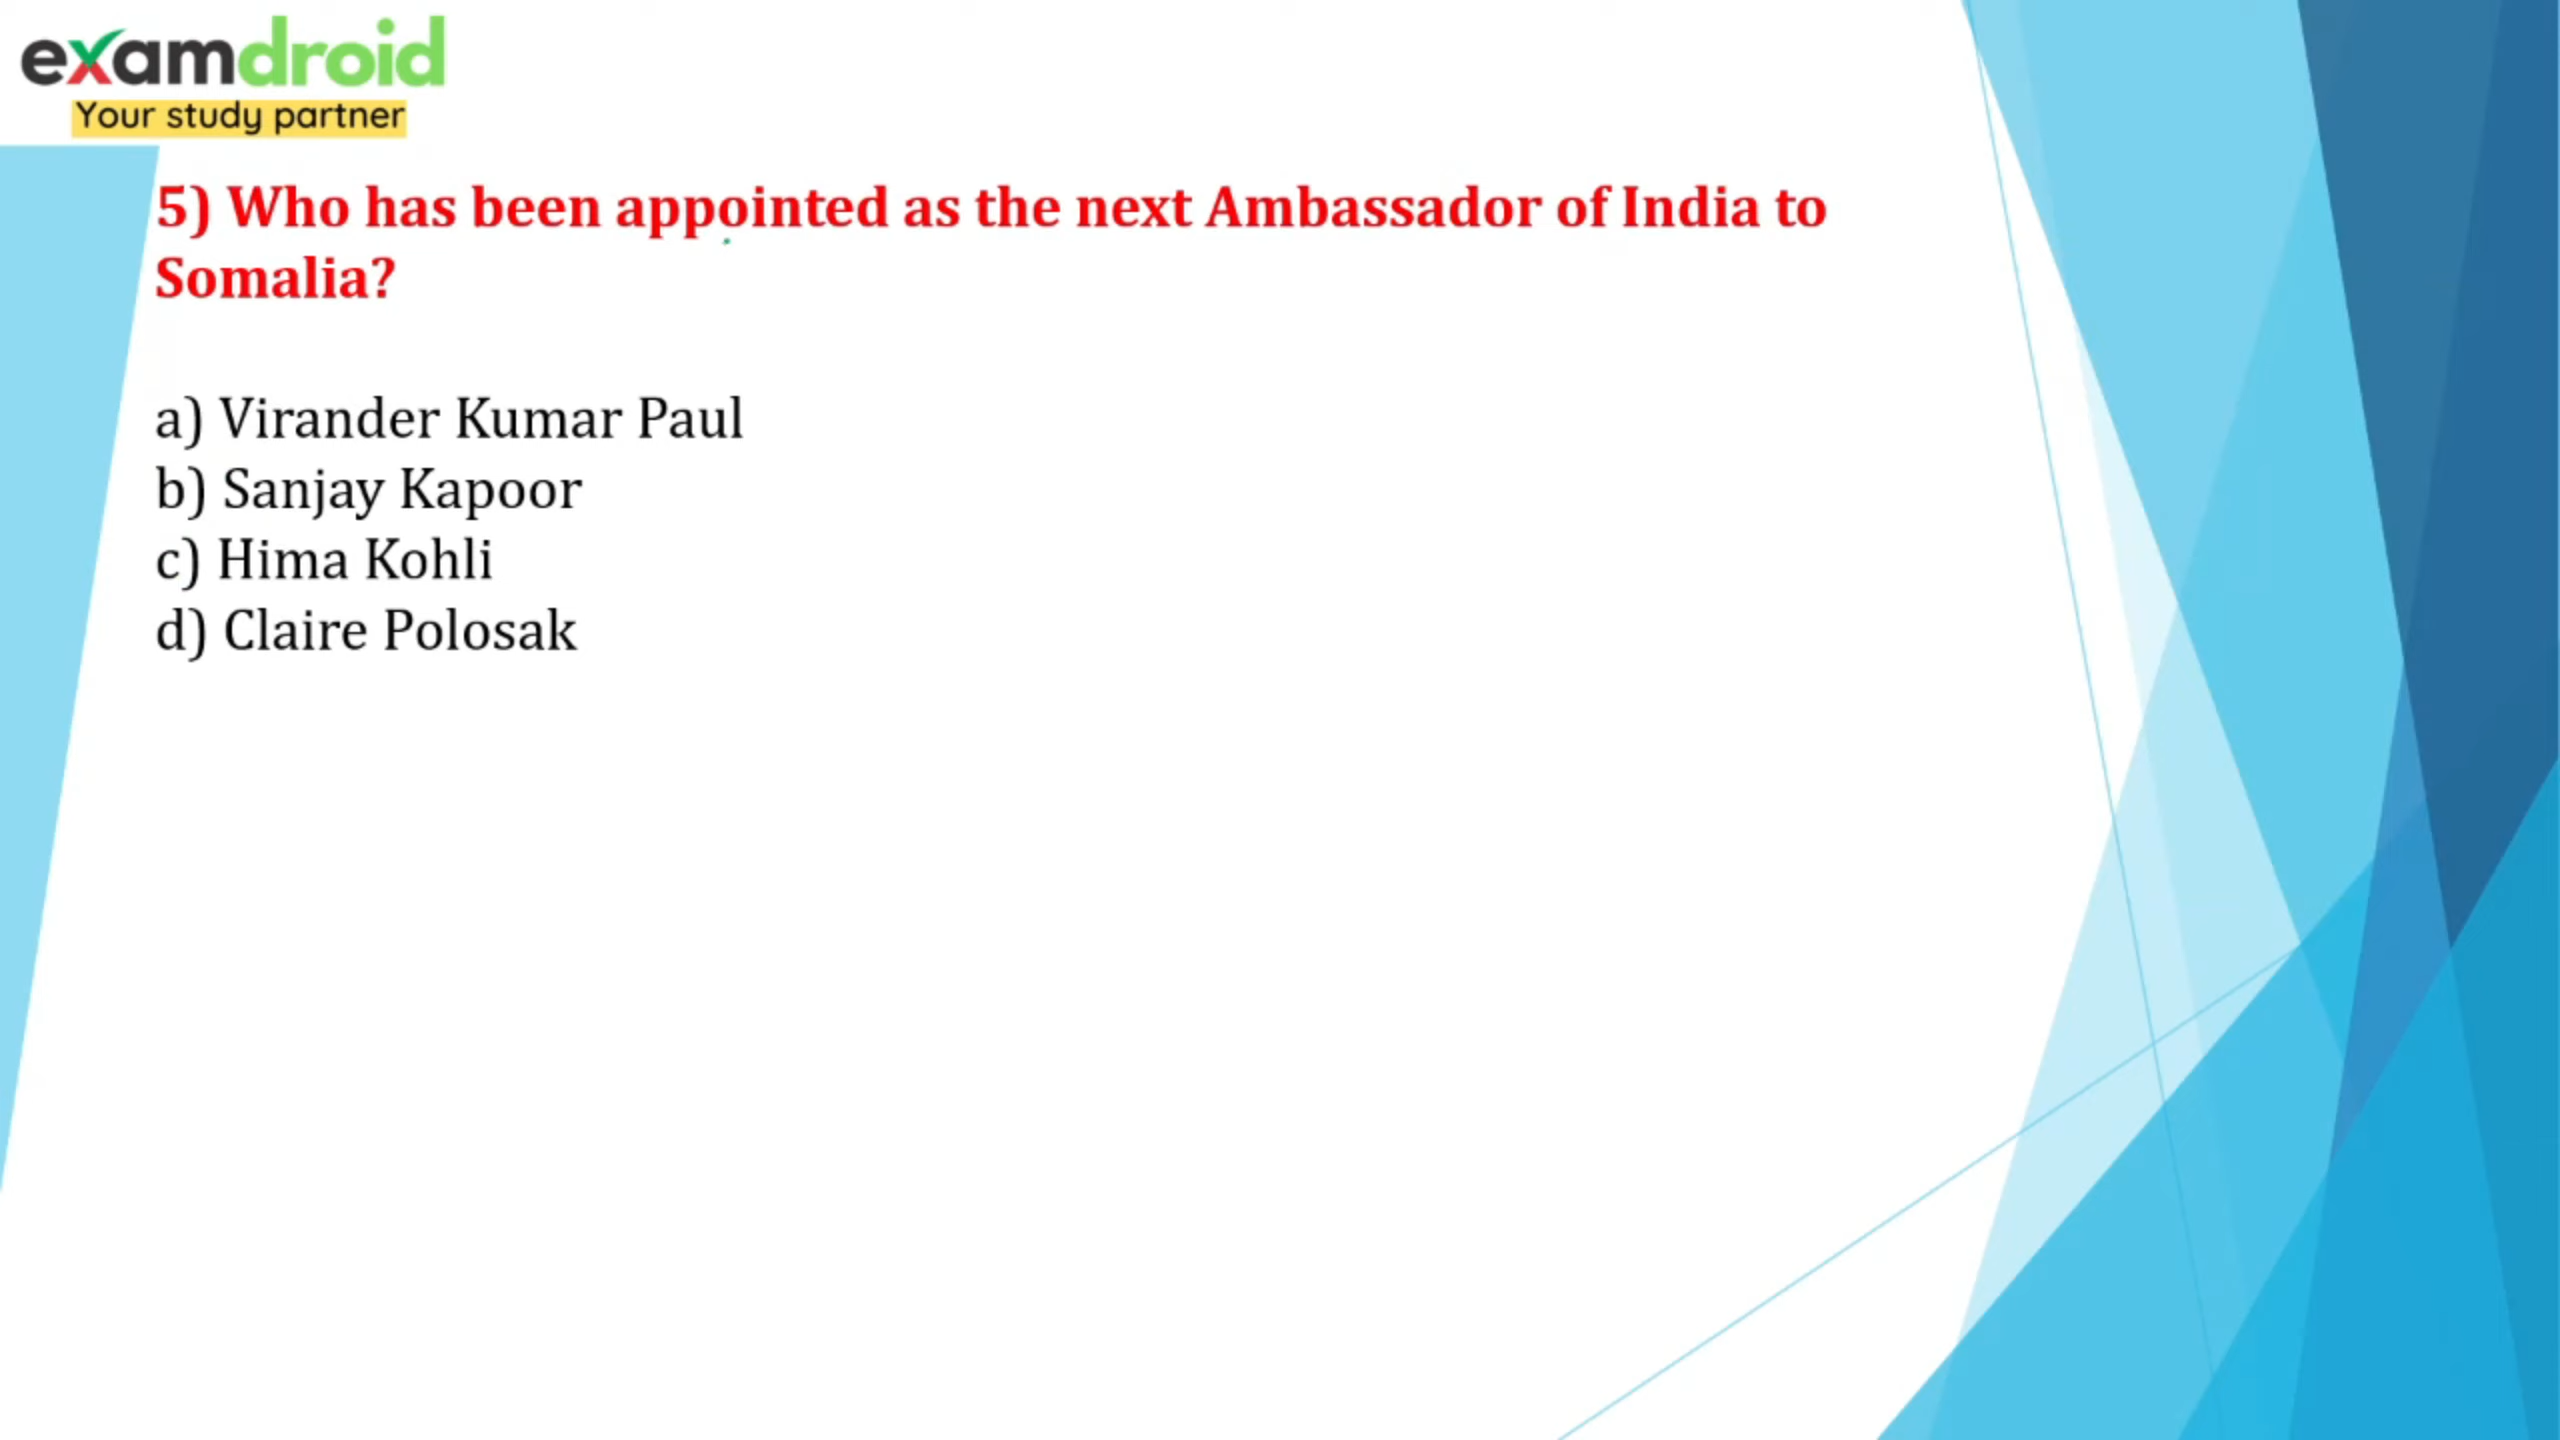 examdroid
Your study partner
5) Who has been appointed as the next Ambassador of India to
Somalia?
a) Virander Kumar Paul
b) Sanjay Kapoor
c) Hima Kohli
d) Claire Polosak